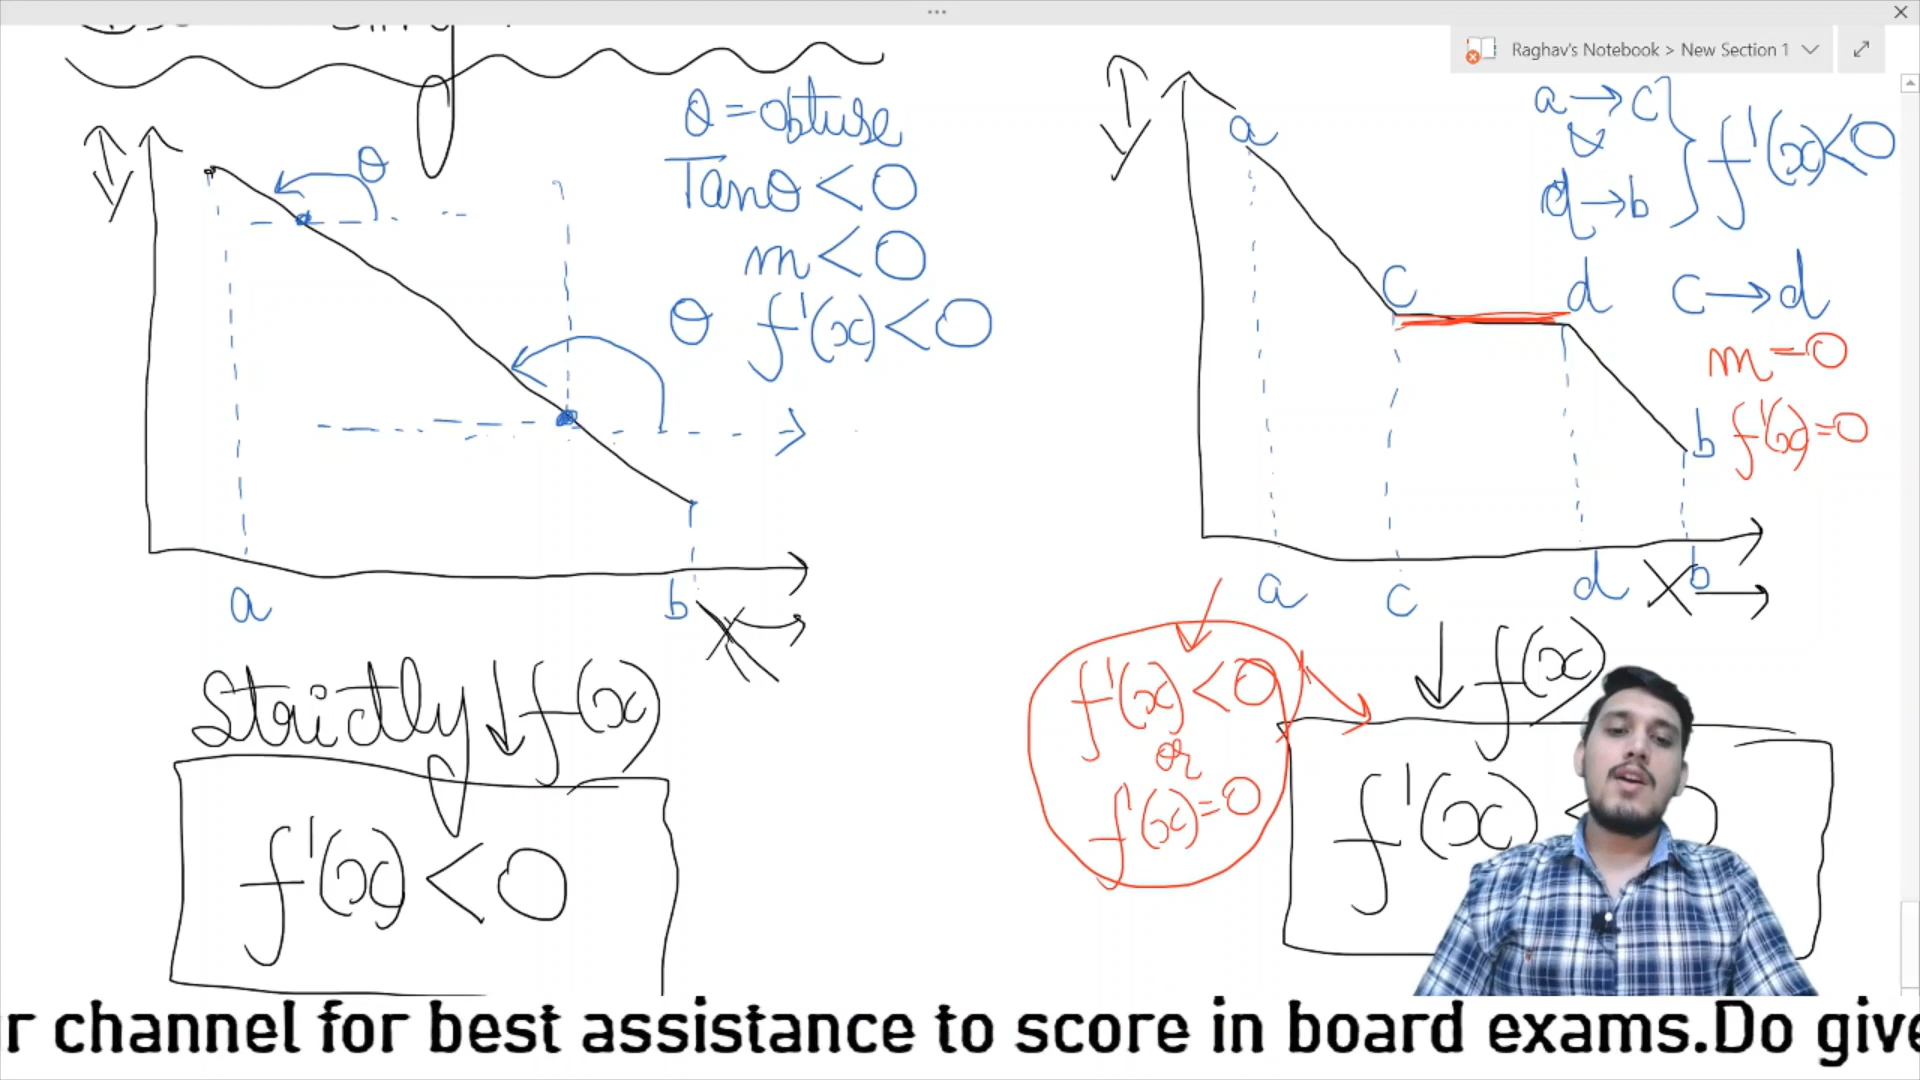 Raghav's Notebook > New Section 1
θ
θ = obtuse
Tanθ < 0
m < 0
θ f'(x) < 0
y
a
b
x
Strictly ↓ f(x)
f'(x) < 0
y
a
c
d
b
a → c
&
d → b
} f'(x) < 0
c → d
m = 0
f'(x) = 0
a
c
d
b
X →
f'(x) < 0
or
f'(x) = 0
↓ f(x)
f'(x)
r channel for best assistance to score in board exams.Do give